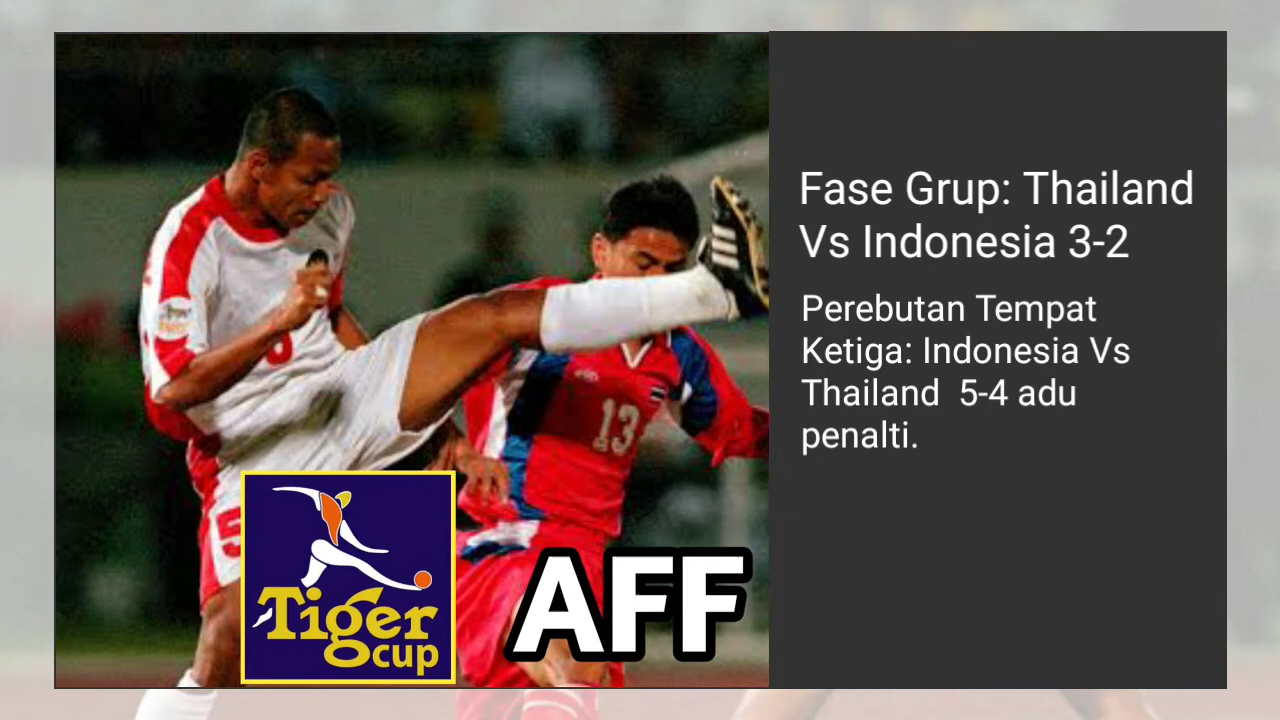 Fase Grup: Thailand
Vs Indonesia 3-2
Perebutan Tempat
Ketiga: Indonesia Vs
Thailand  5-4 adu
penalti.
13
5
Tiger
cup
AFF